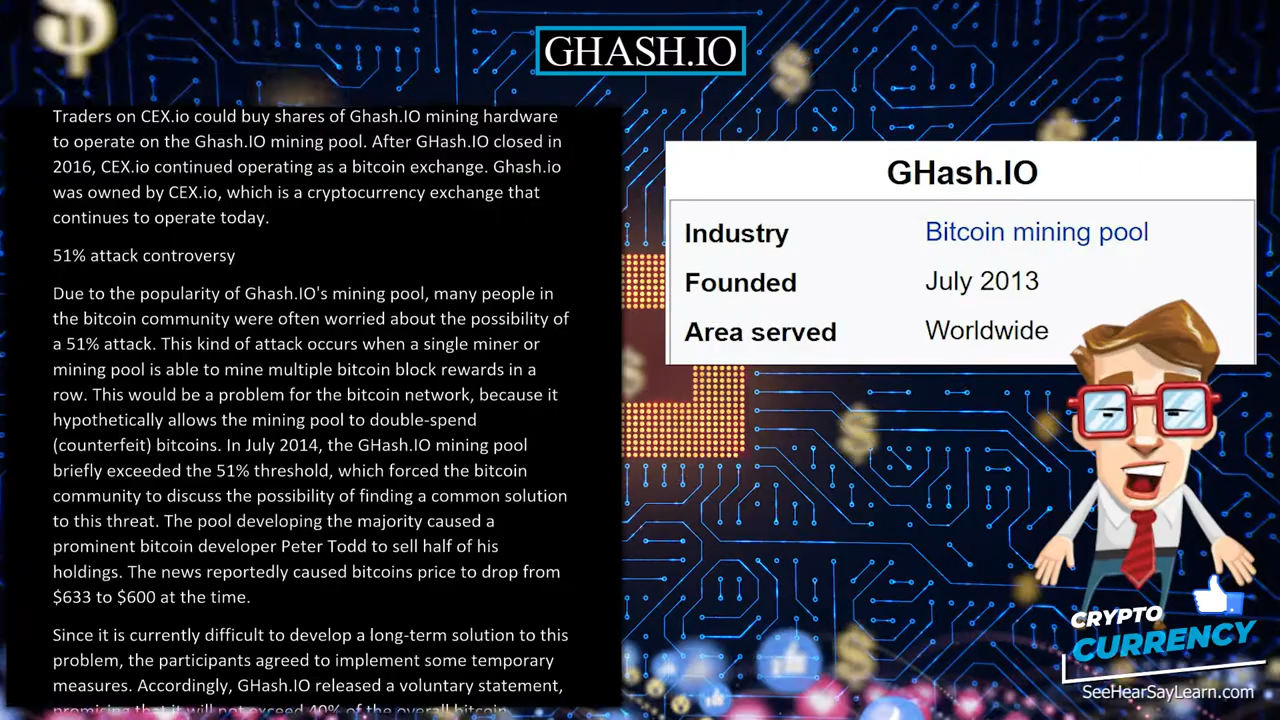 GHASH.IO
Traders on CEX.io could buy shares of Ghash.IO mining hardware
to operate on the Ghash.IO mining pool. After GHash.IO closed in
2016, CEX.io continued operating as a bitcoin exchange. Ghash.io
was owned by CEX.io, which is a cryptocurrency exchange that
continues to operate today.
51% attack controversy
Due to the popularity of Ghash.IO's mining pool, many people in
the bitcoin community were often worried about the possibility of
a 51% attack. This kind of attack occurs when a single miner or
mining pool is able to mine multiple bitcoin block rewards in a
row. This would be a problem for the bitcoin network, because it
hypothetically allows the mining pool to double-spend
(counterfeit) bitcoins. In July 2014, the GHash.IO mining pool
briefly exceeded the 51% threshold, which forced the bitcoin
community to discuss the possibility of finding a common solution
to this threat. The pool developing the majority caused a
prominent bitcoin developer Peter Todd to sell half of his
holdings. The news reportedly caused bitcoins price to drop from
$633 to $600 at the time.
Since it is currently difficult to develop a long-term solution to this
problem, the participants agreed to implement some temporary
measures. Accordingly, GHash.IO released a voluntary statement,
promising that it will not exceed 40% of the overall bitcoin
GHash.IO
Industry Bitcoin mining pool
Founded July 2013
Area served Worldwide
CRYPTO
CURRENCY
SeeHearSayLearn.com